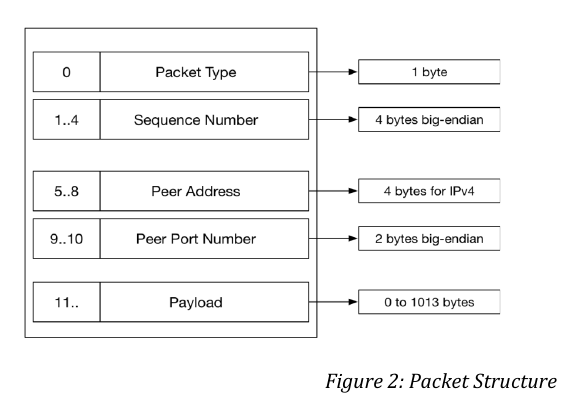 0 Packet Type 1 byte
1..4 Sequence Number 4 bytes big-endian
5..8 Peer Address 4 bytes for IPv4
9..10 Peer Port Number 2 bytes big-endian
11.. Payload 0 to 1013 bytes
Figure 2: Packet Structure